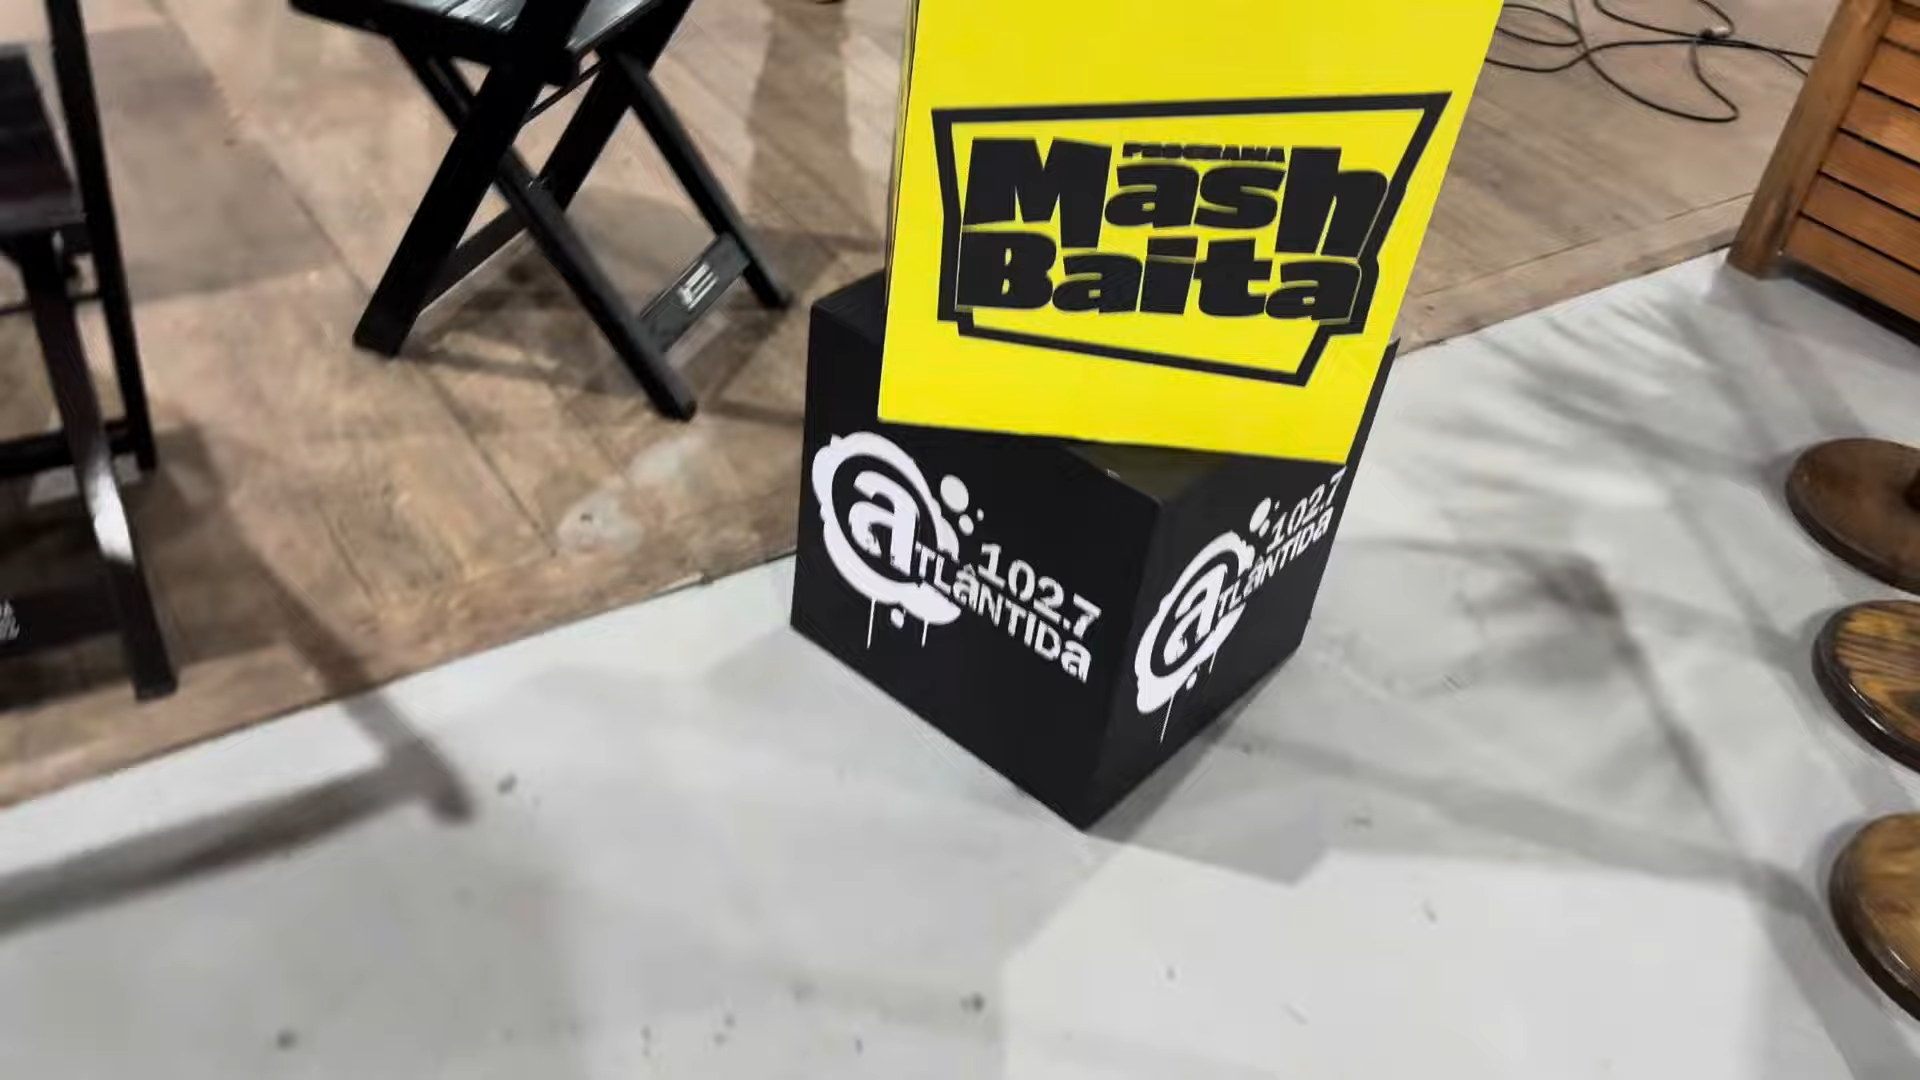 PROGRAMA
Mash
Baita
a
102.7
ATLÂNTIDA
a
102.7
ATLÂNTIDA